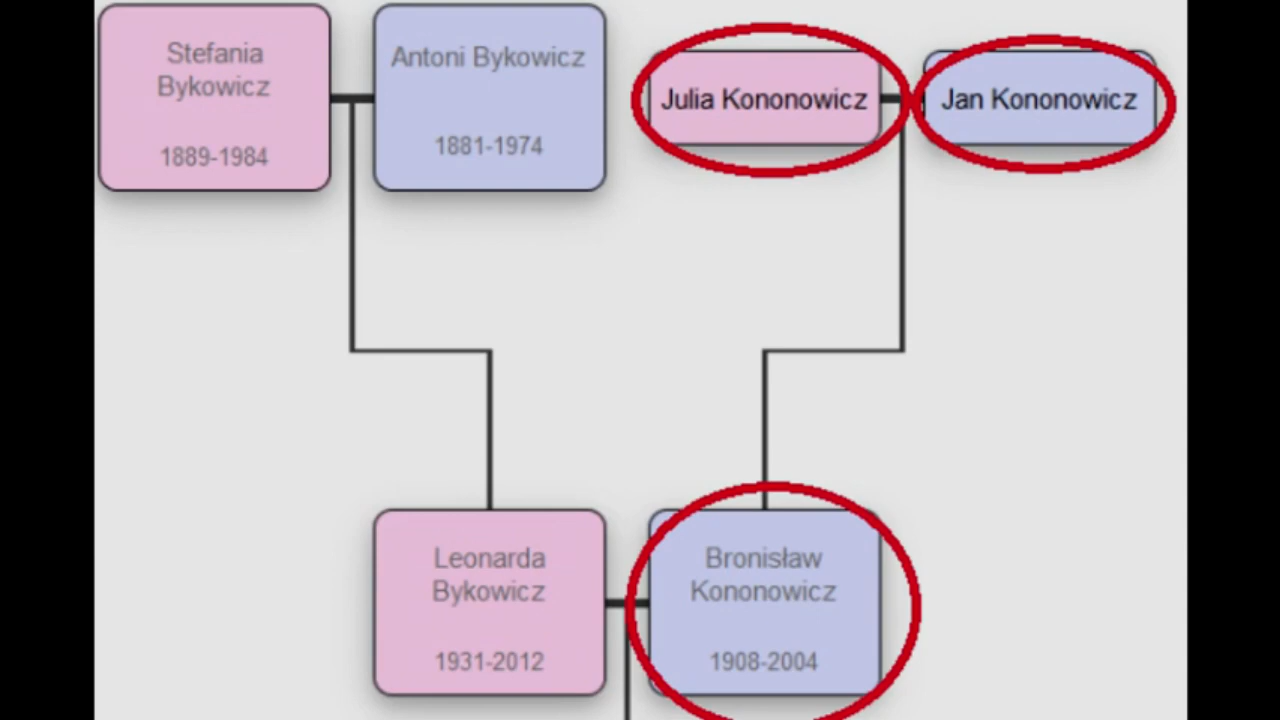 Stefania
Bykowicz
1889-1984
Antoni Bykowicz
1881-1974
Julia Kononowicz
Jan Kononowicz
Leonarda
Bykowicz
1931-2012
Bronisław
Kononowicz
1908-2004